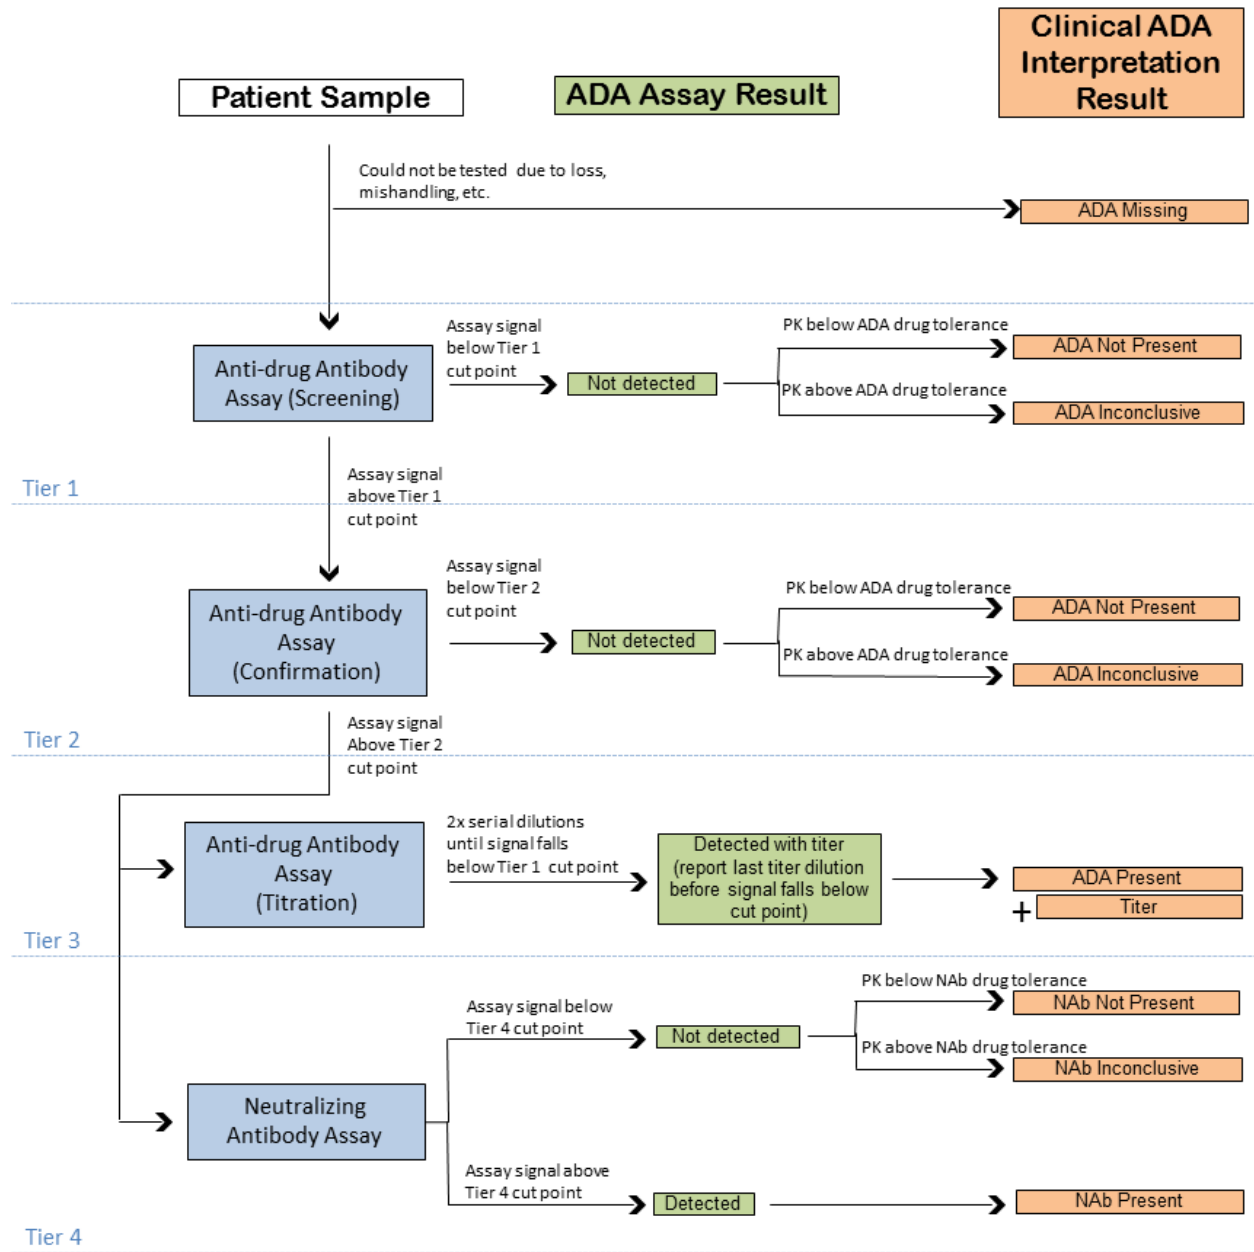 Patient Sample
ADA Assay Result
Clinical ADA
Interpretation
Result
Could not be tested due to loss,
mishandling, etc.
ADA Missing
Anti-drug Antibody
Assay (Screening)
Assay signal
below Tier 1
cut point
Not detected
PK below ADA drug tolerance
ADA Not Present
PK above ADA drug tolerance
ADA Inconclusive
Tier 1
Assay signal
above Tier 1
cut point
Anti-drug Antibody
Assay
(Confirmation)
Assay signal
below Tier 2
cut point
Not detected
PK below ADA drug tolerance
ADA Not Present
PK above ADA drug tolerance
ADA Inconclusive
Tier 2
Assay signal
Above Tier 2
cut point
Anti-drug Antibody
Assay
(Titration)
2x serial dilutions
until signal falls
below Tier 1 cut point
Detected with titer
(report last titer dilution
before signal falls below
cut point)
ADA Present
+ Titer
Tier 3
Neutralizing
Antibody Assay
Assay signal below
Tier 4 cut point
Not detected
PK below NAb drug tolerance
NAb Not Present
PK above NAb drug tolerance
NAb Inconclusive
Assay signal above
Tier 4 cut point
Detected
NAb Present
Tier 4